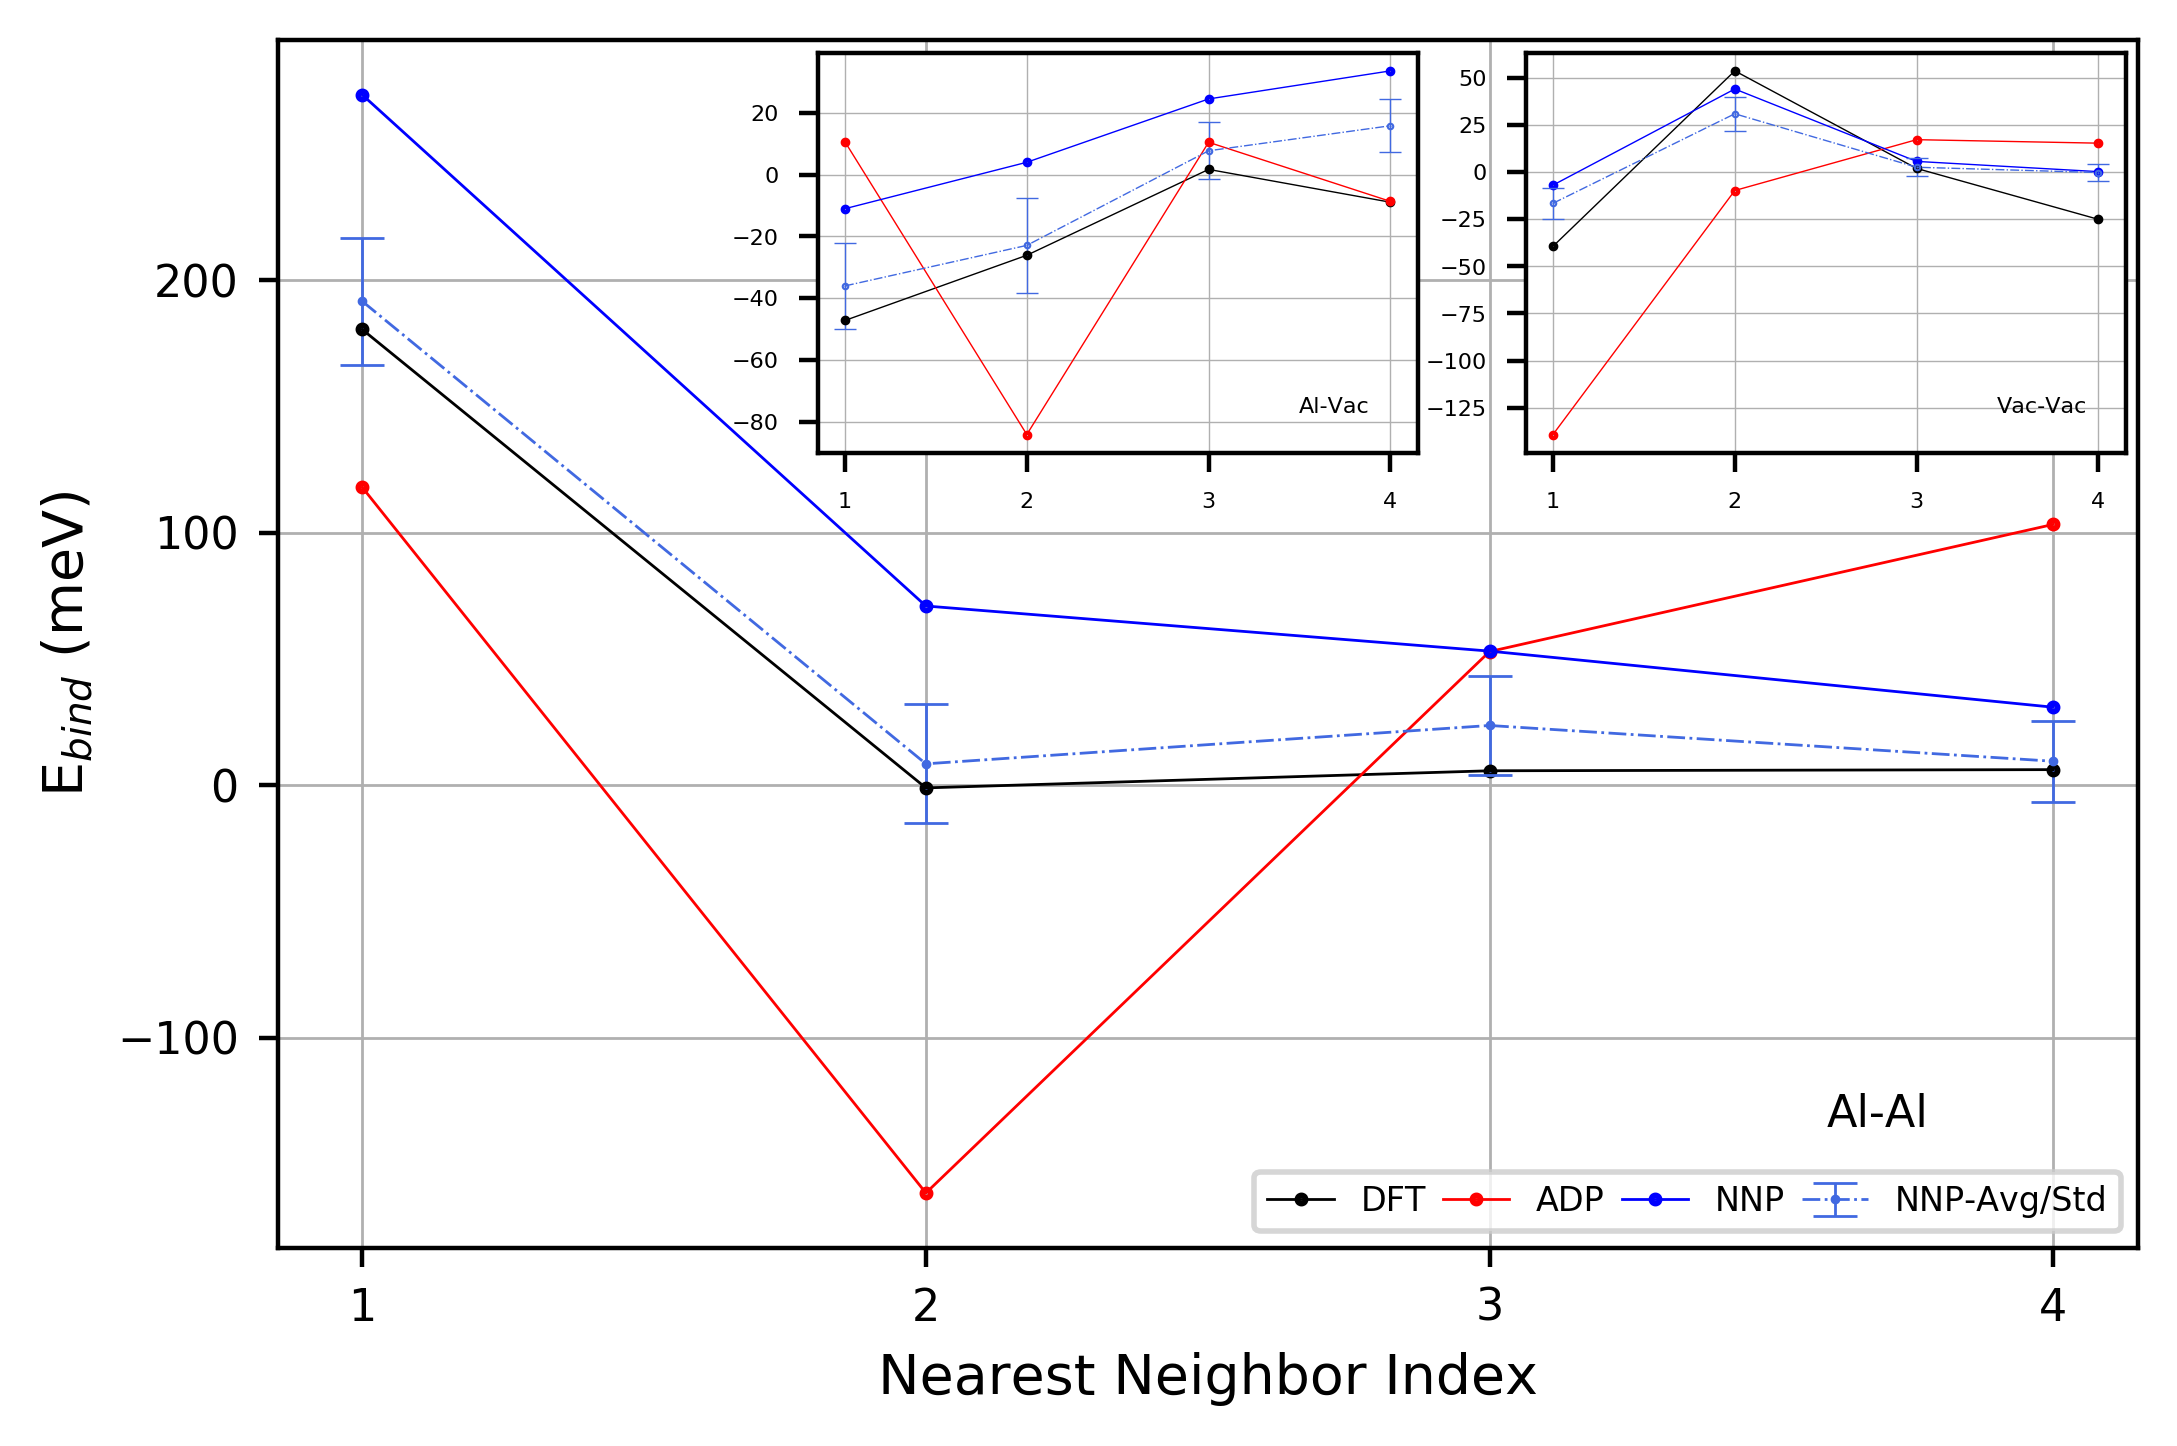 E_bind (meV)
200
100
0
−100
1 2 3 4
Nearest Neighbor Index
20
0
−20
−40
−60
−80
Al-Vac
1 2 3 4
50
25
0
−25
−50
−75
−100
−125
Vac-Vac
1 2 3 4
Al-Al
DFT ADP NNP NNP-Avg/Std